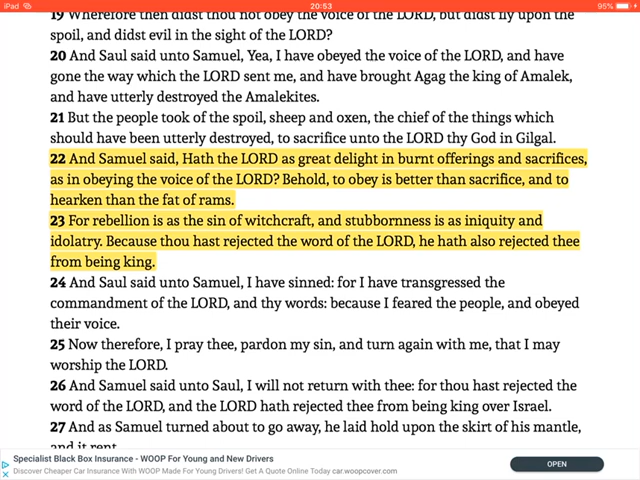 iPad 20:53 95%
19 Wherefore then didst thou not obey the voice of the LORD, but didst fly upon the
spoil, and didst evil in the sight of the LORD?
20 And Saul said unto Samuel, Yea, I have obeyed the voice of the LORD, and have
gone the way which the LORD sent me, and have brought Agag the king of Amalek,
and have utterly destroyed the Amalekites.
21 But the people took of the spoil, sheep and oxen, the chief of the things which
should have been utterly destroyed, to sacrifice unto the LORD thy God in Gilgal.
22 And Samuel said, Hath the LORD as great delight in burnt offerings and sacrifices,
as in obeying the voice of the LORD? Behold, to obey is better than sacrifice, and to
hearken than the fat of rams.
23 For rebellion is as the sin of witchcraft, and stubbornness is as iniquity and
idolatry. Because thou hast rejected the word of the LORD, he hath also rejected thee
from being king.
24 And Saul said unto Samuel, I have sinned: for I have transgressed the
commandment of the LORD, and thy words: because I feared the people, and obeyed
their voice.
25 Now therefore, I pray thee, pardon my sin, and turn again with me, that I may
worship the LORD.
26 And Samuel said unto Saul, I will not return with thee: for thou hast rejected the
word of the LORD, and the LORD hath rejected thee from being king over Israel.
27 And as Samuel turned about to go away, he laid hold upon the skirt of his mantle,
and it rent.
Specialist Black Box Insurance - WOOP For Young and New Drivers
Discover Cheaper Car Insurance With WOOP Made For Young Drivers! Get A Quote Online Today car.woopcover.com
OPEN